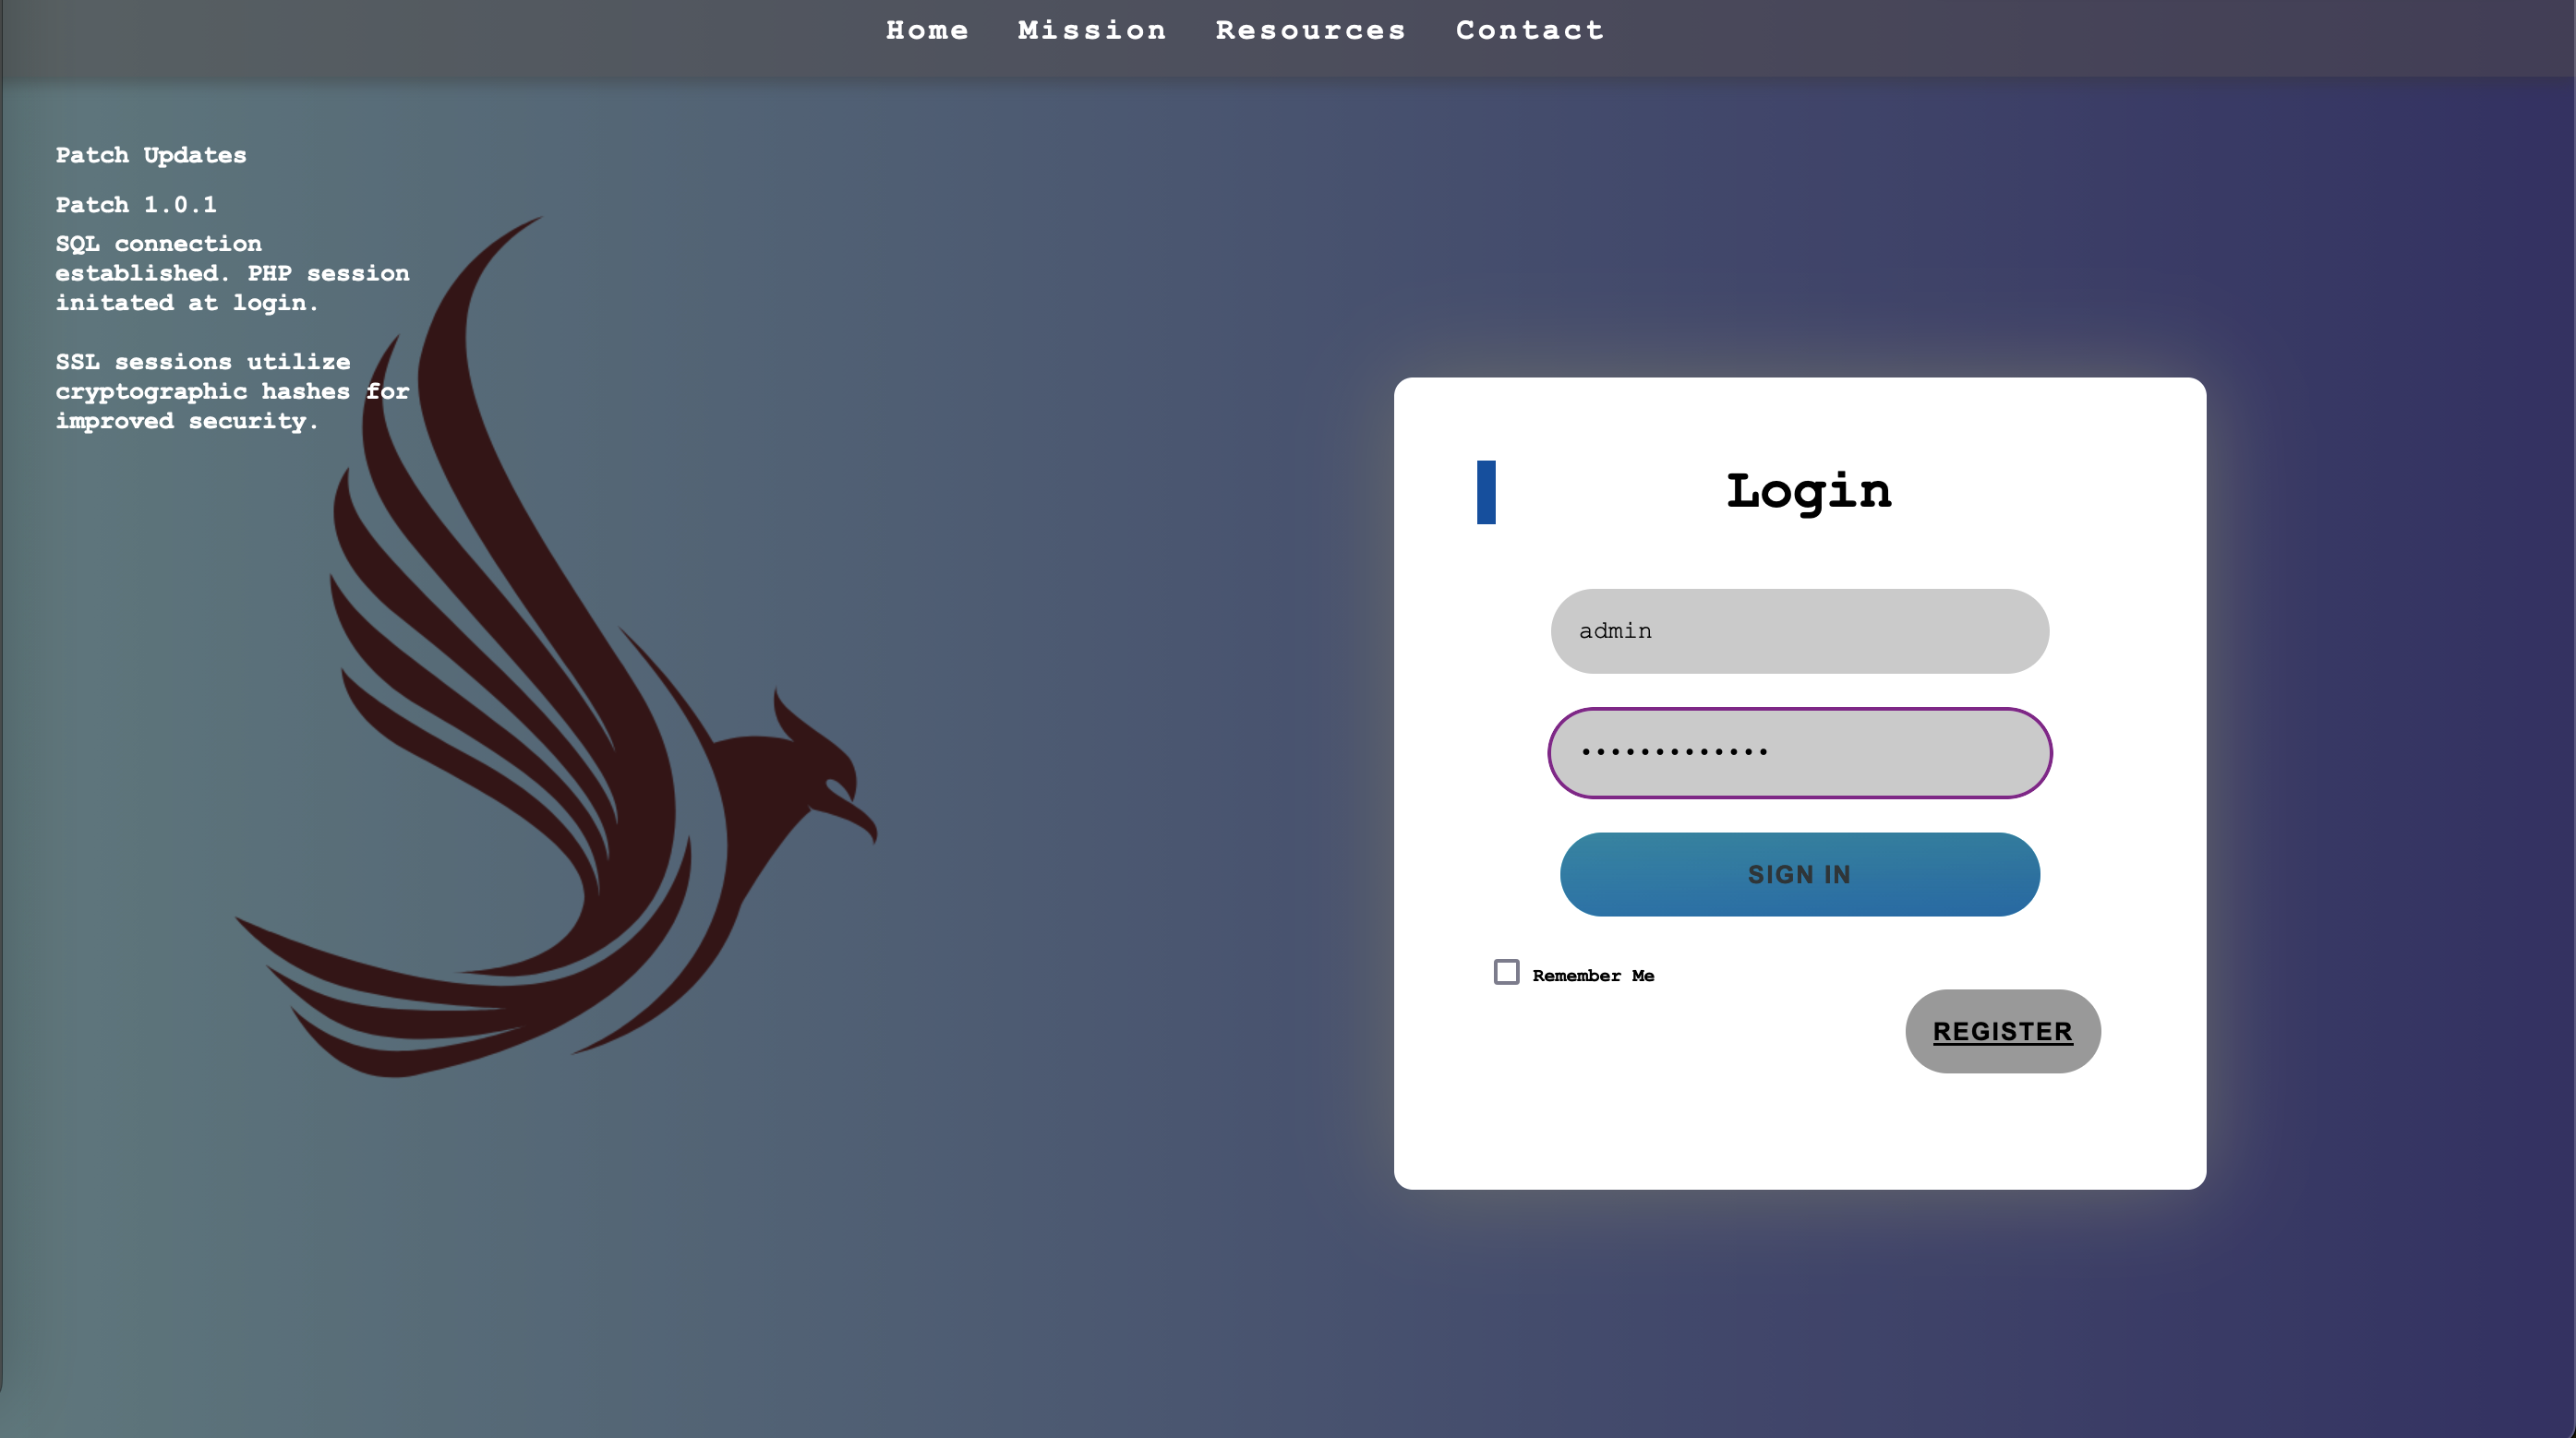 Home Mission Resources Contact
Patch Updates
Patch 1.0.1
SQL connection
established. PHP session
initated at login.
SSL sessions utilize
cryptographic hashes for
improved security.
Login
admin
•••••••••••••
SIGN IN
Remember Me
REGISTER